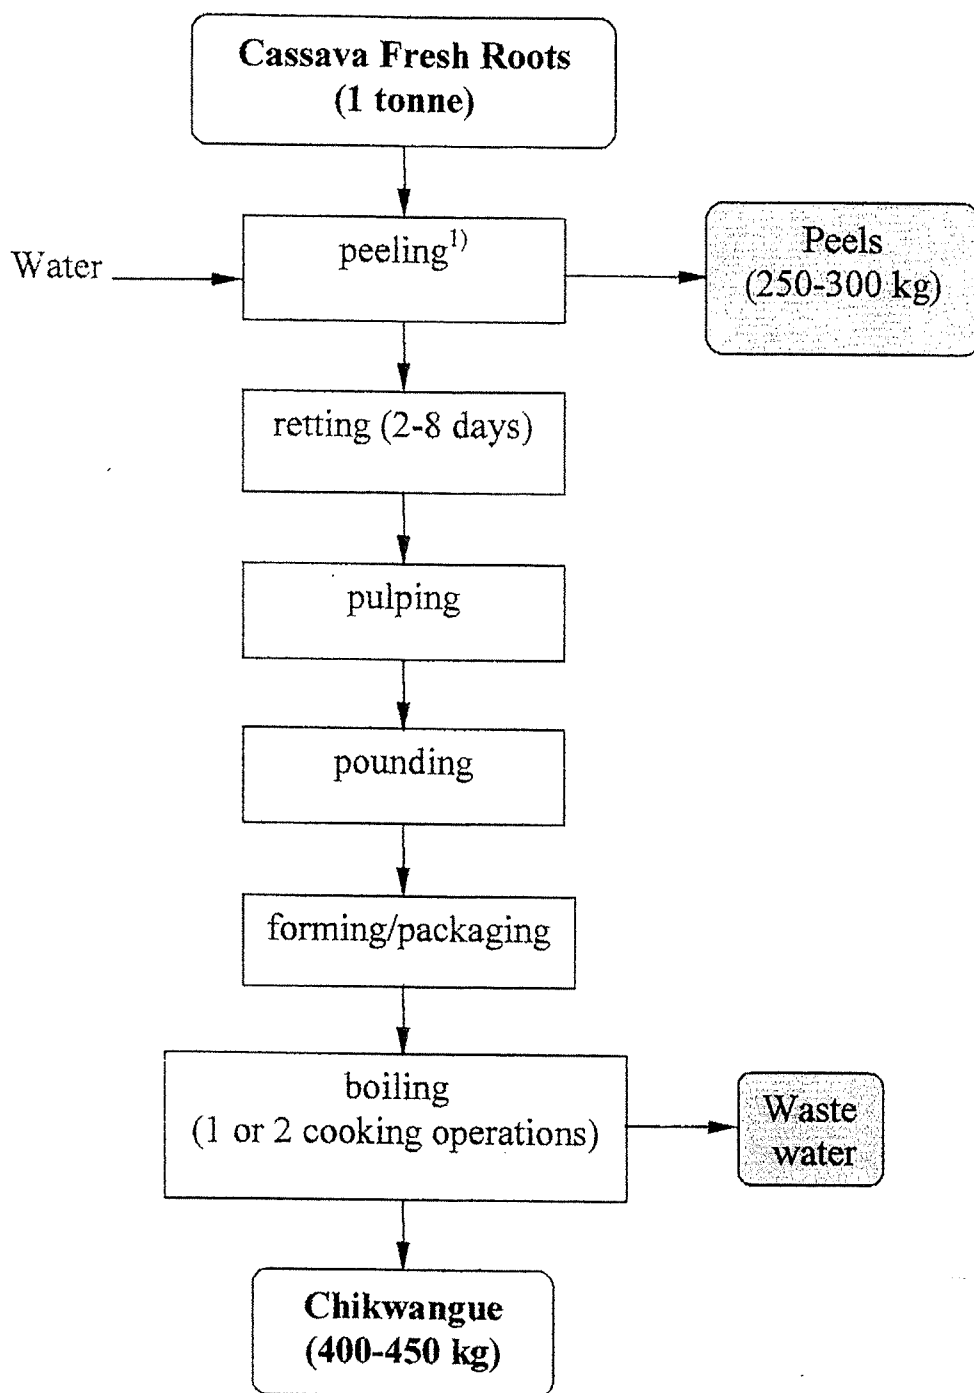 Cassava Fresh Roots
(1 tonne)
Water
peeling1)
Peels
(250-300 kg)
retting (2-8 days)
pulping
pounding
forming/packaging
boiling
(1 or 2 cooking operations)
Waste
water
Chikwangue
(400-450 kg)